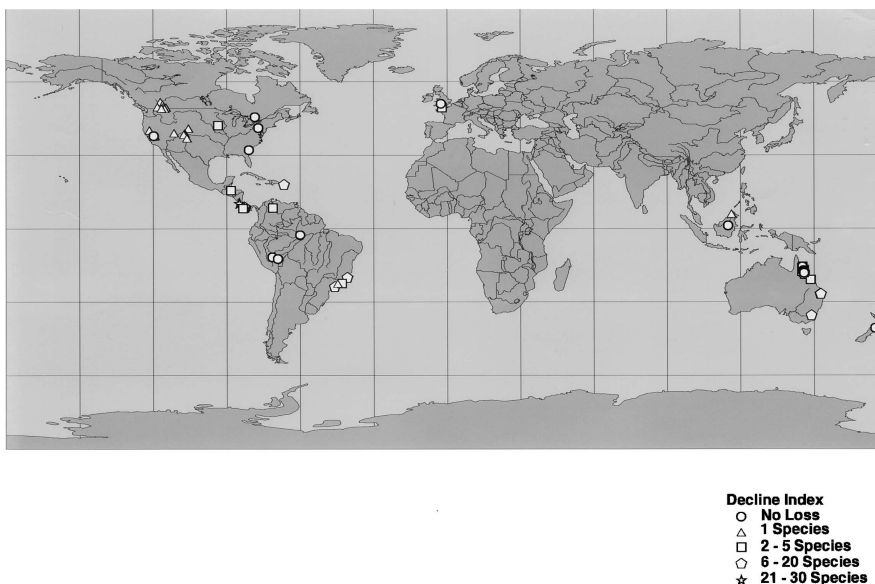 Decline Index
No Loss
1 Species
2 - 5 Species
6 - 20 Species
21 - 30 Species